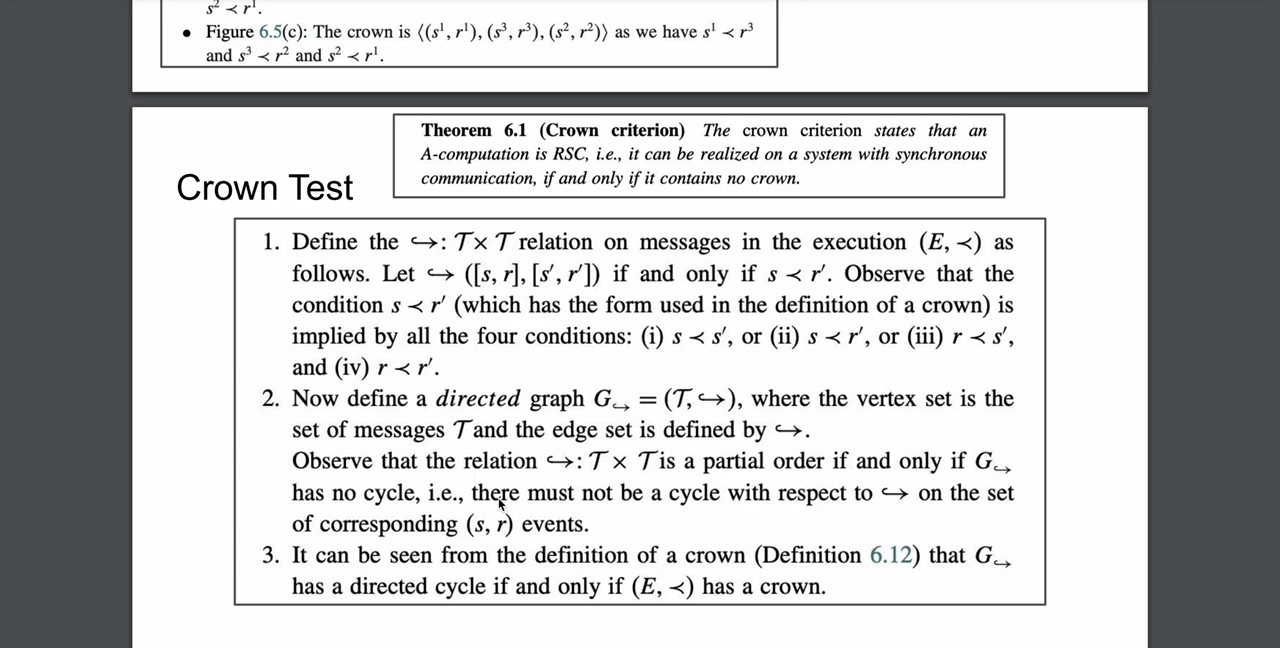 s² ≺ r¹.
• Figure 6.5(c): The crown is ⟨(s¹, r¹), (s³, r³), (s², r²)⟩ as we have s¹ ≺ r³
and s³ ≺ r² and s² ≺ r¹.
Theorem 6.1 (Crown criterion) The crown criterion states that an
A-computation is RSC, i.e., it can be realized on a system with synchronous
communication, if and only if it contains no crown.
Crown Test
1. Define the ↪: 𝒯× 𝒯 relation on messages in the execution (E, ≺) as
follows. Let ↪ ([s, r], [s′, r′]) if and only if s ≺ r′. Observe that the
condition s ≺ r′ (which has the form used in the definition of a crown) is
implied by all the four conditions: (i) s ≺ s′, or (ii) s ≺ r′, or (iii) r ≺ s′,
and (iv) r ≺ r′.
2. Now define a directed graph G↪ = (𝒯, ↪), where the vertex set is the
set of messages 𝒯 and the edge set is defined by ↪.
Observe that the relation ↪: 𝒯 × 𝒯 is a partial order if and only if G↪
has no cycle, i.e., there must not be a cycle with respect to ↪ on the set
of corresponding (s, r) events.
3. It can be seen from the definition of a crown (Definition 6.12) that G↪
has a directed cycle if and only if (E, ≺) has a crown.